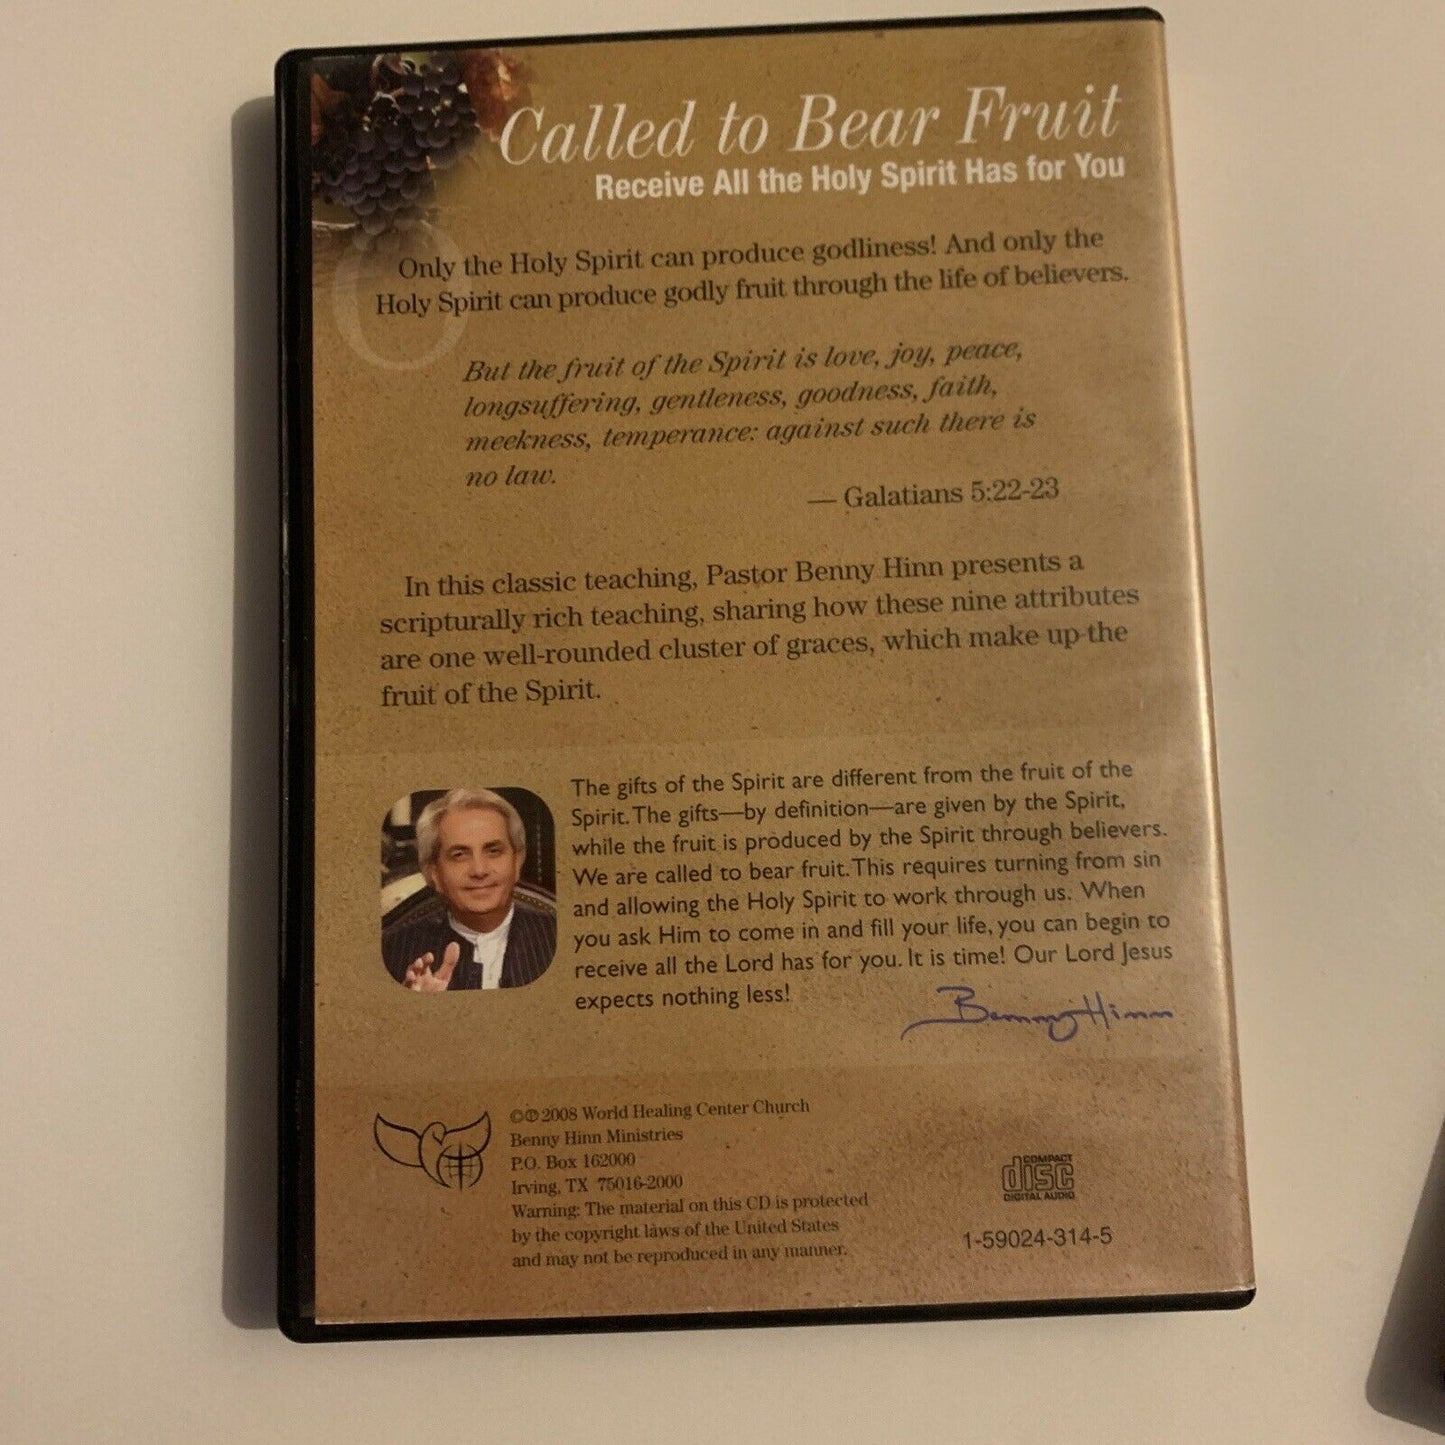 Called to Bear Fruit
Receive All the Holy Spirit Has for You
Only the Holy Spirit can produce godliness! And only the
Holy Spirit can produce godly fruit through the life of believers.
But the fruit of the Spirit is love, joy, peace,
longsuffering, gentleness, goodness, faith,
meekness, temperance: against such there is
no law.
— Galatians 5:22-23
In this classic teaching, Pastor Benny Hinn presents a
scripturally rich teaching, sharing how these nine attributes
are one well-rounded cluster of graces, which make up the
fruit of the Spirit.
The gifts of the Spirit are different from the fruit of the
Spirit. The gifts—by definition—are given by the Spirit,
while the fruit is produced by the Spirit through believers.
We are called to bear fruit. This requires turning from sin
and allowing the Holy Spirit to work through us. When
you ask Him to come in and fill your life, you can begin to
receive all the Lord has for you. It is time! Our Lord Jesus
expects nothing less!
Benny Hinn
©℗ 2008 World Healing Center Church
Benny Hinn Ministries
P.O. Box 162000
Irving, TX 75016-2000
Warning: The material on this CD is protected
by the copyright laws of the United States
and may not be reproduced in any manner.
COMPACT
disc
DIGITAL AUDIO
1-59024-314-5